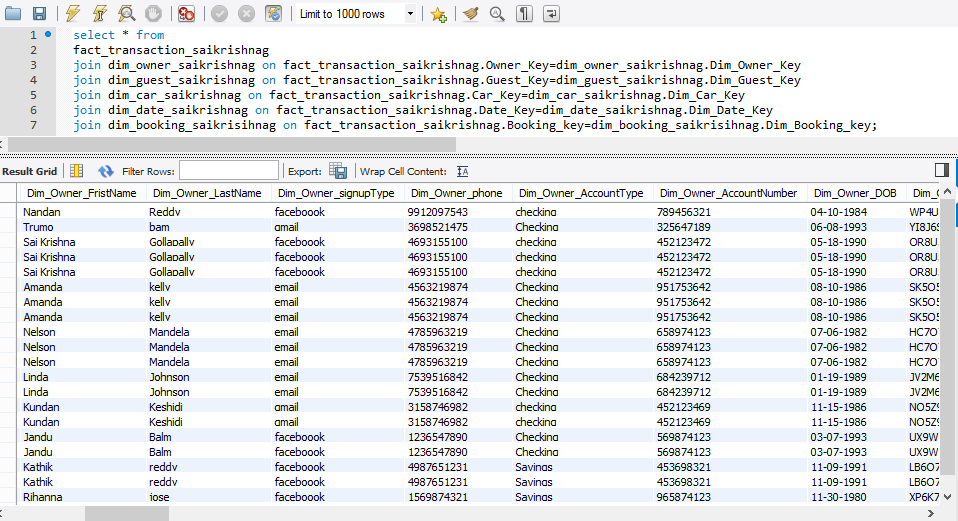 Limit to 1000 rows
1 select * from
2 fact_transaction_saikrishnag
3 join dim_owner_saikrishnag on fact_transaction_saikrishnag.Owner_Key=dim_owner_saikrishnag.Dim_Owner_Key
4 join dim_guest_saikrishnag on fact_transaction_saikrishnag.Guest_Key=dim_guest_saikrishnag.Dim_Guest_Key
5 join dim_car_saikrishnag on fact_transaction_saikrishnag.Car_Key=dim_car_saikrishnag.Dim_Car_Key
6 join dim_date_saikrishnag on fact_transaction_saikrishnag.Date_Key=dim_date_saikrishnag.Dim_Date_Key
7 join dim_booking_saikrisihnag on fact_transaction_saikrishnag.Booking_key=dim_booking_saikrisihnag.Dim_Booking_key;
Result Grid Filter Rows: Export: Wrap Cell Content:
Dim_Owner_FristName Dim_Owner_LastName Dim_Owner_signupType Dim_Owner_phone Dim_Owner_AccountType Dim_Owner_AccountNumber Dim_Owner_DOB Dim_
Nandan Reddy faceboook 9912097543 checking 789456321 04-10-1984 WP4U
Trump bam gmail 3698521475 Checking 325647189 06-08-1993 YI8J6
Sai Krishna Gollapally faceboook 4693155100 Checking 452123472 05-18-1990 OR8U
Sai Krishna Gollapally faceboook 4693155100 Checking 452123472 05-18-1990 OR8U
Sai Krishna Gollapally faceboook 4693155100 Checking 452123472 05-18-1990 OR8U
Amanda kelly email 4563219874 Checking 951753642 08-10-1986 SK5O
Amanda kelly email 4563219874 Checking 951753642 08-10-1986 SK5O
Amanda kelly email 4563219874 Checking 951753642 08-10-1986 SK5O
Nelson Mandela email 4785963219 Checking 658974123 07-06-1982 HC7O
Nelson Mandela email 4785963219 Checking 658974123 07-06-1982 HC7O
Nelson Mandela email 4785963219 Checking 658974123 07-06-1982 HC7O
Linda Johnson email 7539516842 Checking 684239712 01-19-1989 JV2M6
Linda Johnson email 7539516842 Checking 684239712 01-19-1989 JV2M6
Kundan Keshidi gmail 3158746982 checking 452123469 11-15-1986 NO5Z9
Kundan Keshidi gmail 3158746982 checking 452123469 11-15-1986 NO5Z9
Jandu Balm faceboook 1236547890 Checking 569874123 03-07-1993 UX9W
Jandu Balm faceboook 1236547890 Checking 569874123 03-07-1993 UX9W
Kathik reddy faceboook 4987651231 Savings 453698321 11-09-1991 LB6O7
Kathik reddy faceboook 4987651231 Savings 453698321 11-09-1991 LB6O7
Rihanna jose faceboook 1569874321 Savings 965874123 11-30-1980 XP6K7